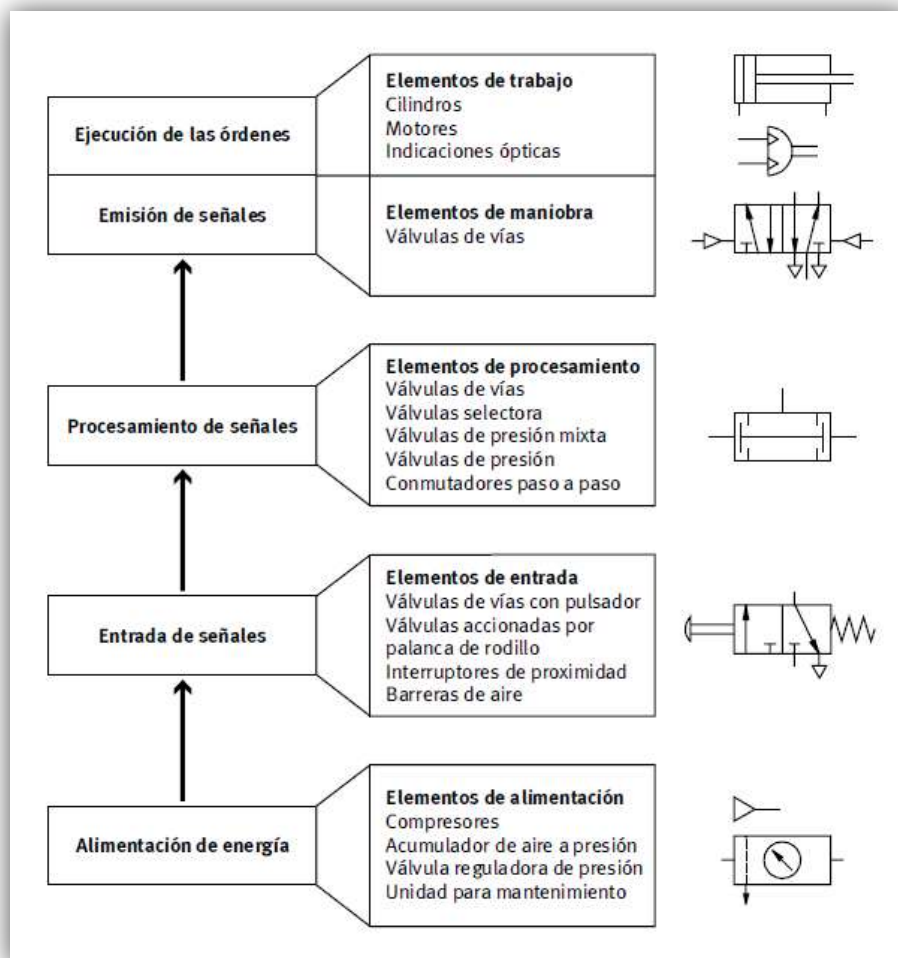 Ejecución de las órdenes
Elementos de trabajo
Cilindros
Motores
Indicaciones ópticas
Emisión de señales
Elementos de maniobra
Válvulas de vías
Procesamiento de señales
Elementos de procesamiento
Válvulas de vías
Válvulas selectora
Válvulas de presión mixta
Válvulas de presión
Conmutadores paso a paso
Entrada de señales
Elementos de entrada
Válvulas de vías con pulsador
Válvulas accionadas por
palanca de rodillo
Interruptores de proximidad
Barreras de aire
Alimentación de energía
Elementos de alimentación
Compresores
Acumulador de aire a presión
Válvula reguladora de presión
Unidad para mantenimiento